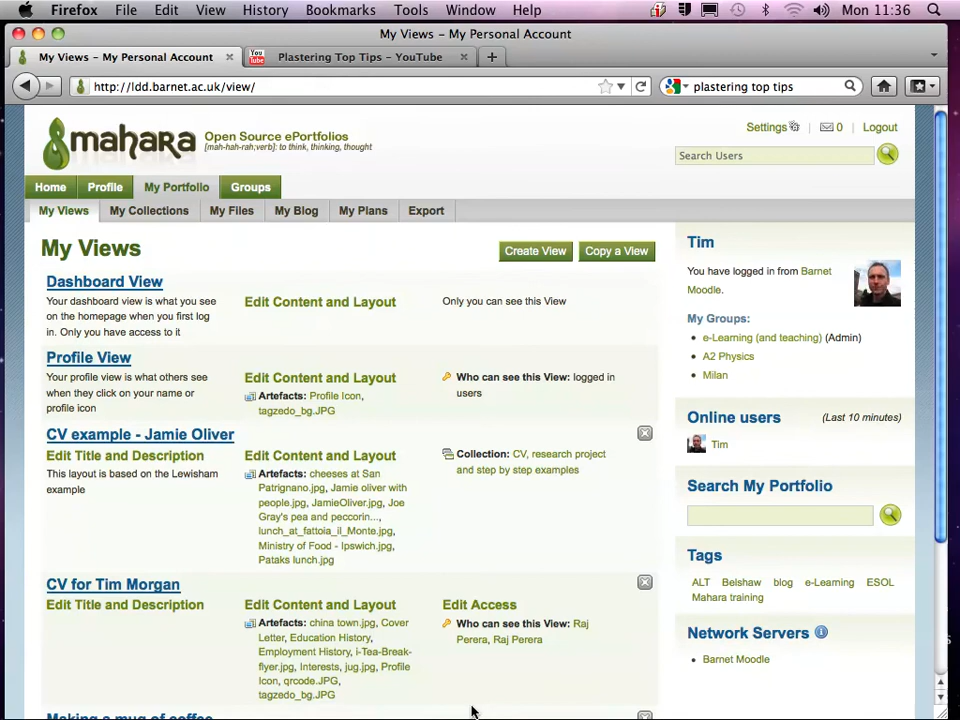 Firefox File Edit View History Bookmarks Tools Window Help Mon 11:36
My Views – My Personal Account
My Views – My Personal Account Plastering Top Tips – YouTube
http://ldd.barnet.ac.uk/view/ plastering top tips
mahara Open Source ePortfolios
[mah-hah-rah;verb]: to think, thinking, thought
Settings 0 Logout
Search Users
Home Profile My Portfolio Groups
My Views My Collections My Files My Blog My Plans Export
My Views
Create View Copy a View
Dashboard View
Your dashboard view is what you see
on the homepage when you first log
in. Only you have access to it
Edit Content and Layout
Only you can see this View
Profile View
Your profile view is what others see
when they click on your name or
profile icon
Edit Content and Layout
Artefacts: Profile Icon,
tagzedo_bg.JPG
Who can see this View: logged in
users
CV example - Jamie Oliver
Edit Title and Description
This layout is based on the Lewisham
example
Edit Content and Layout
Artefacts: cheeses at San
Patrignano.jpg, Jamie oliver with
people.jpg, JamieOliver.jpg, Joe
Gray's pea and peccorin...,
lunch_at_fattoia_il_Monte.jpg,
Ministry of Food - Ipswich.jpg,
Pataks lunch.jpg
Collection: CV, research project
and step by step examples
CV for Tim Morgan
Edit Title and Description
Edit Content and Layout
Artefacts: china town.jpg, Cover
Letter, Education History,
Employment History, i-Tea-Break-
flyer.jpg, Interests, jug.jpg, Profile
Icon, qrcode.JPG,
tagzedo_bg.JPG
Edit Access
Who can see this View: Raj
Perera, Raj Perera
Making a mug of coffee
Tim
You have logged in from Barnet
Moodle.
My Groups:
e-Learning (and teaching) (Admin)
A2 Physics
Milan
Online users (Last 10 minutes)
Tim
Search My Portfolio
Tags
ALT Belshaw blog e-Learning ESOL
Mahara training
Network Servers
Barnet Moodle